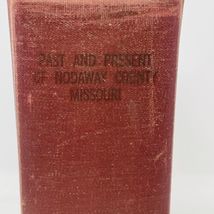 PAST AND PRESENT
OF NODAWAY COUNTY
MISSOURI